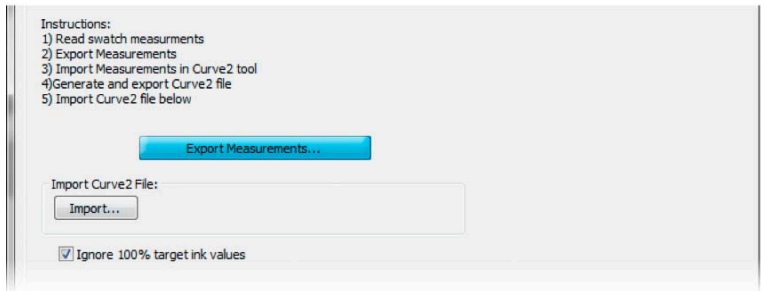 Instructions:
1) Read swatch measurments
2) Export Measurements
3) Import Measurements in Curve2 tool
4)Generate and export Curve2 file
5) Import Curve2 file below
Export Measurements...
Import Curve2 File:
Import...
Ignore 100% target ink values